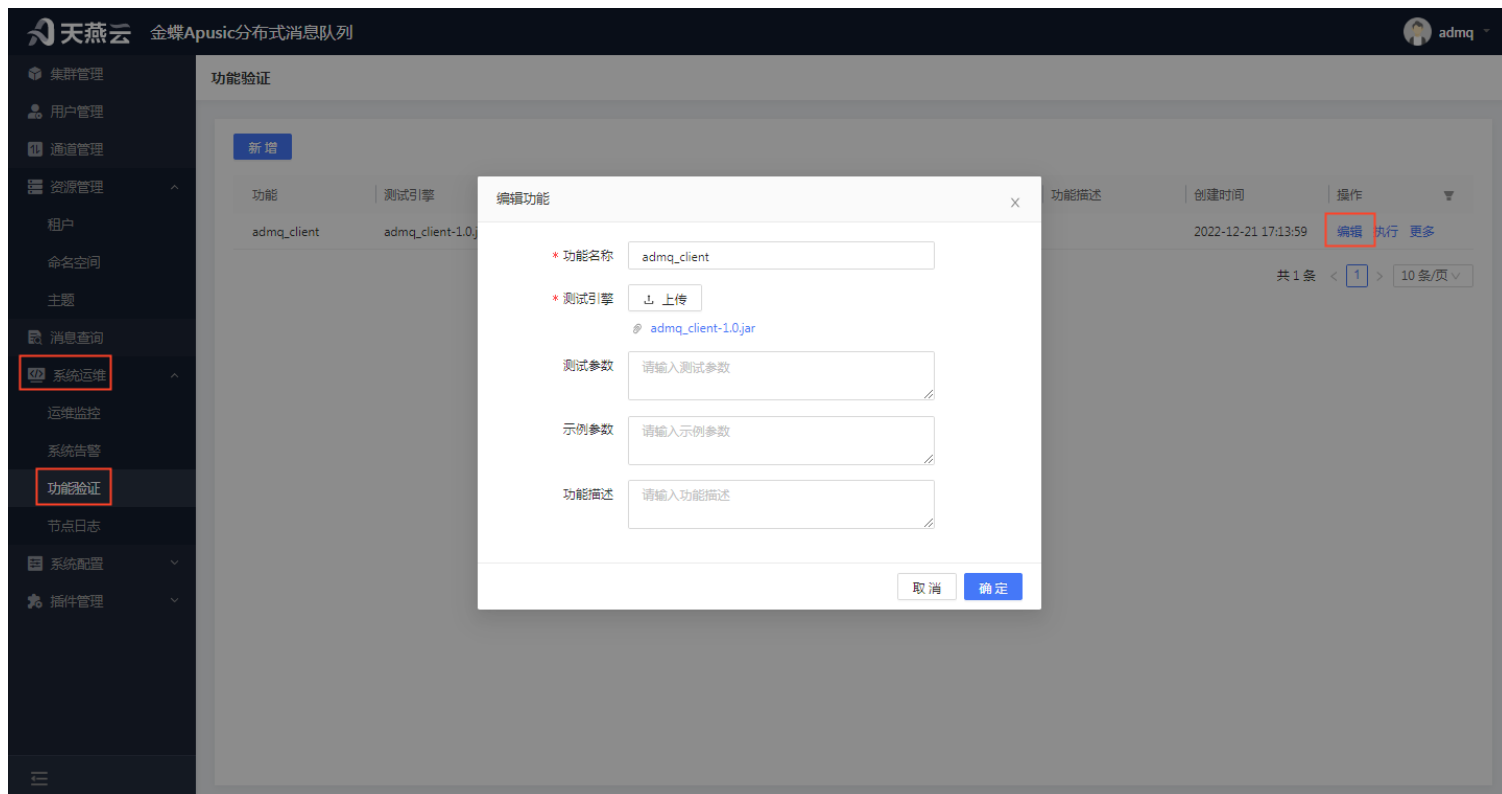 天燕云 金蝶Apusic分布式消息队列 admq
集群管理
用户管理
通道管理
资源管理
租户
命名空间
主题
消息查询
系统运维
运维监控
系统告警
功能验证
节点日志
系统配置
插件管理
功能验证
新增
功能 测试引擎 功能描述 创建时间 操作
admq_client admq_client-1.0.j 2022-12-21 17:13:59 编辑 执行 更多
共 1 条 < 1 > 10 条/页
编辑功能
* 功能名称 admq_client
* 测试引擎 上传
admq_client-1.0.jar
测试参数 请输入测试参数
示例参数 请输入示例参数
功能描述 请输入功能描述
取消 确定